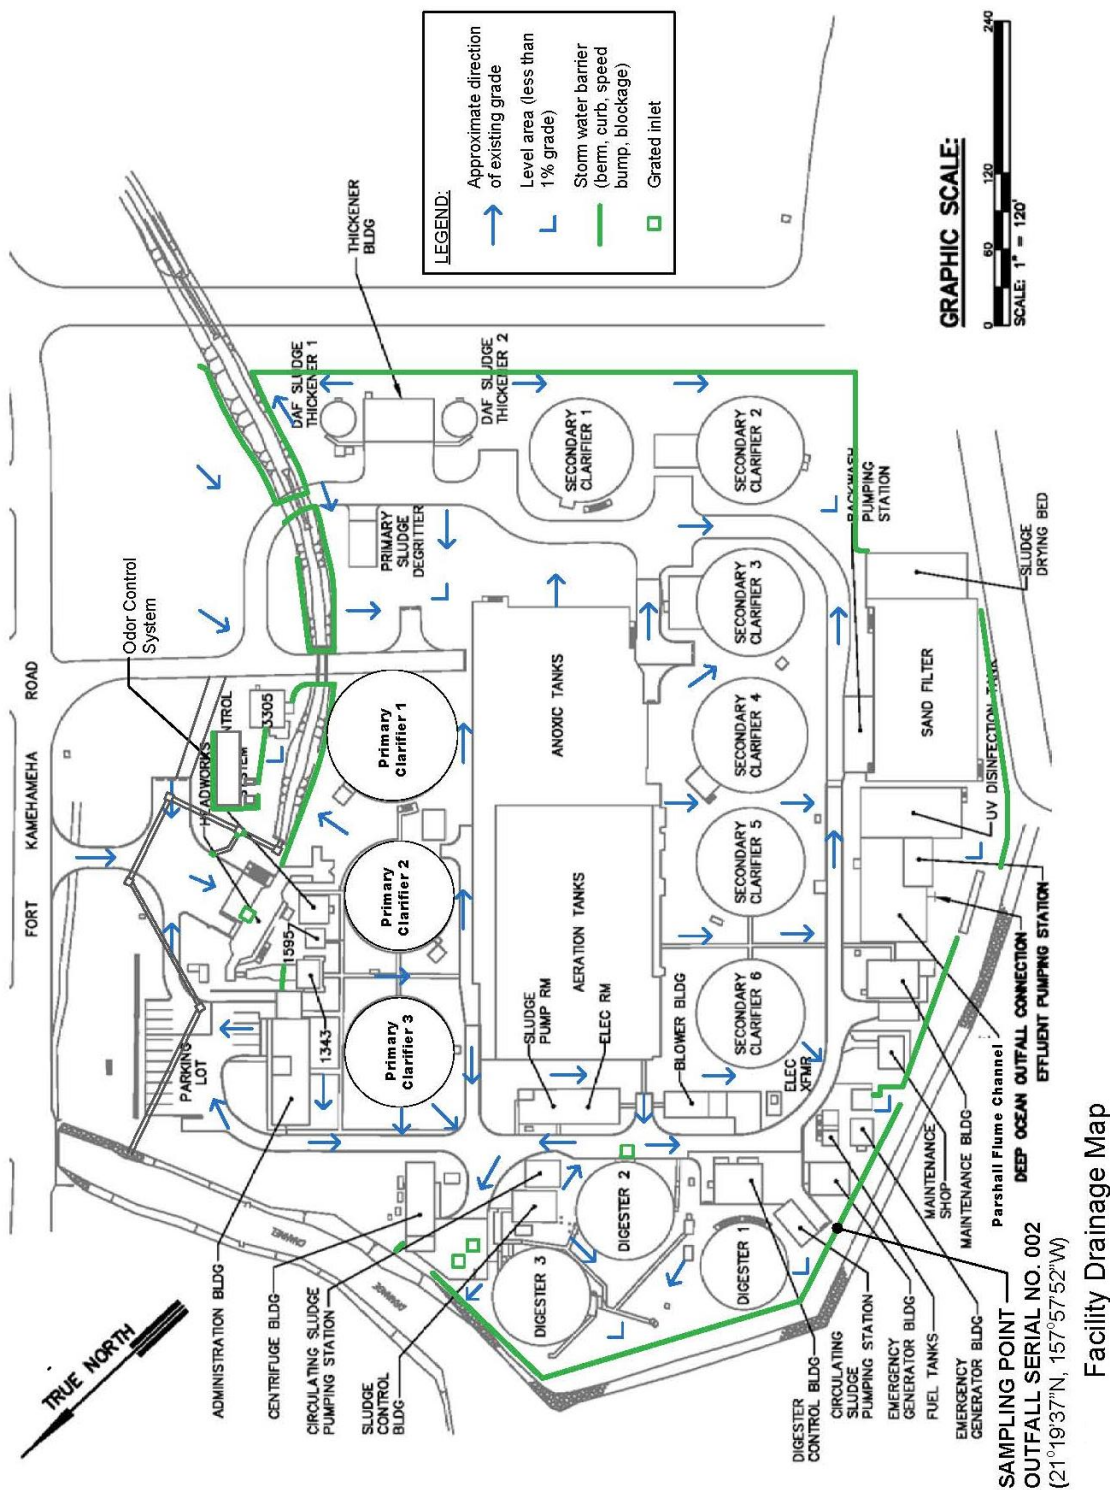 TRUE NORTH
FORT KAMEHAMEHA ROAD
Odor Control
System
THICKENER
BLDG
LEGEND:
Approximate direction
of existing grade
Level area (less than
1% grade)
Storm water barrier
(berm, curb, speed
bump, blockage)
Grated inlet
GRAPHIC SCALE:
0 60 120 240
SCALE: 1" = 120'
PARKING
LOT
HEADWORKS
1595
1343
3305
DRAINAGE
CHANNEL
DAF SLUDGE
THICKENER 1
DAF SLUDGE
THICKENER 2
PRIMARY
SLUDGE
DEGRITTER
Primary
Clarifier 1
Primary
Clarifier 2
Primary
Clarifier 3
ANOXIC TANKS
AERATION TANKS
SLUDGE
PUMP RM
ELEC RM
BLOWER BLDG
ELEC
XFMR
SECONDARY
CLARIFIER 1
SECONDARY
CLARIFIER 2
SECONDARY
CLARIFIER 3
SECONDARY
CLARIFIER 4
SECONDARY
CLARIFIER 5
SECONDARY
CLARIFIER 6
DIGESTER 1
DIGESTER 2
DIGESTER 3
BACKWASH
PUMPING
STATION
SLUDGE
DRYING BED
SAND FILTER
UV DISINFECTION TANK
ADMINISTRATION BLDG
CENTRIFUGE BLDG
CIRCULATING SLUDGE
PUMPING STATION
SLUDGE
CONTROL
BLDG
DIGESTER
CONTROL BLDG
CIRCULATING
SLUDGE
PUMPING STATION
EMERGENCY
GENERATOR BLDG
FUEL TANKS
EMERGENCY
GENERATOR BLDG
MAINTENANCE
SHOP
MAINTENANCE BLDG
Parshall Flume Channel
DEEP OCEAN OUTFALL CONNECTION
EFFLUENT PUMPING STATION
SAMPLING POINT
OUTFALL SERIAL NO. 002
(21°19'37"N, 157°57'52"W)
Facility Drainage Map